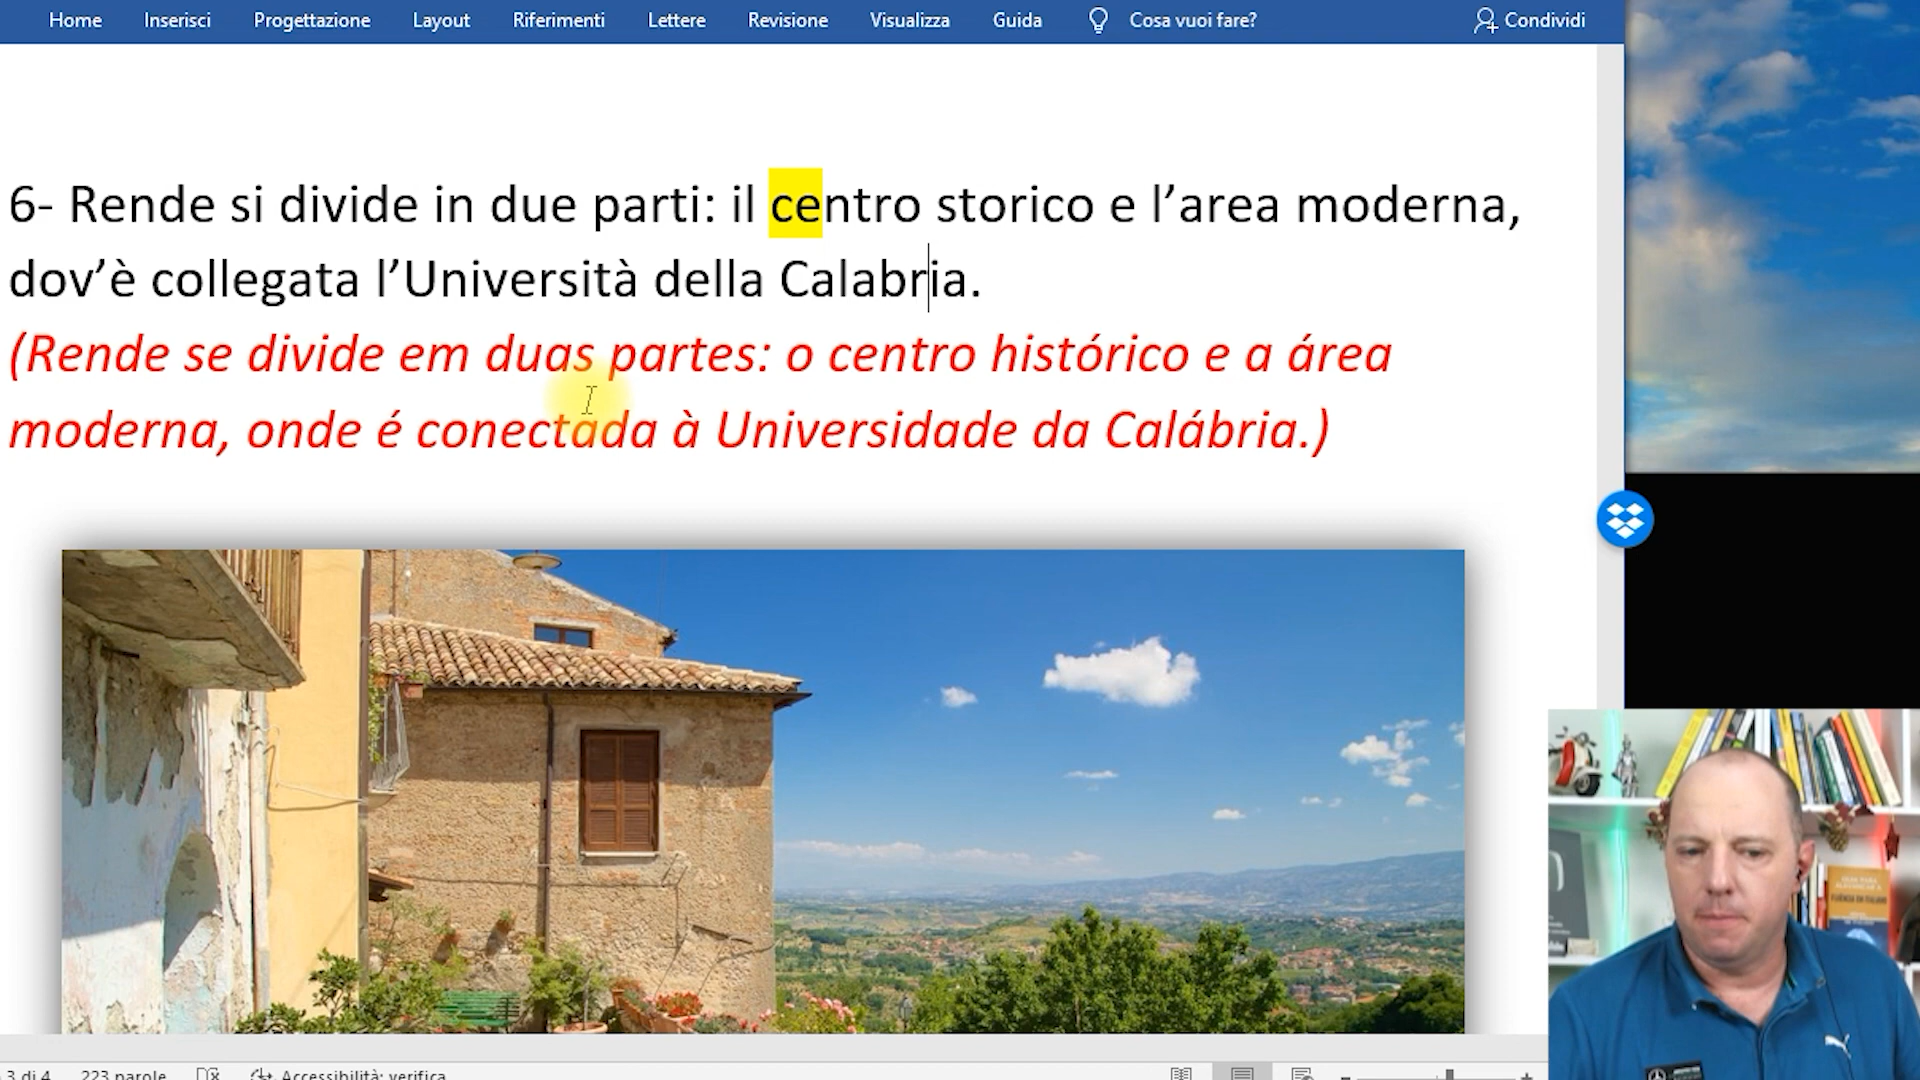 Home Inserisci Progettazione Layout Riferimenti Lettere Revisione Visualizza Guida Cosa vuoi fare? Condividi
6- Rende si divide in due parti: il centro storico e l’area moderna,
dov’è collegata l’Università della Calabria.
(Rende se divide em duas partes: o centro histórico e a área
moderna, onde é conectada à Universidade da Calábria.)
3 di 4 223 parole Accessibilità: verifica